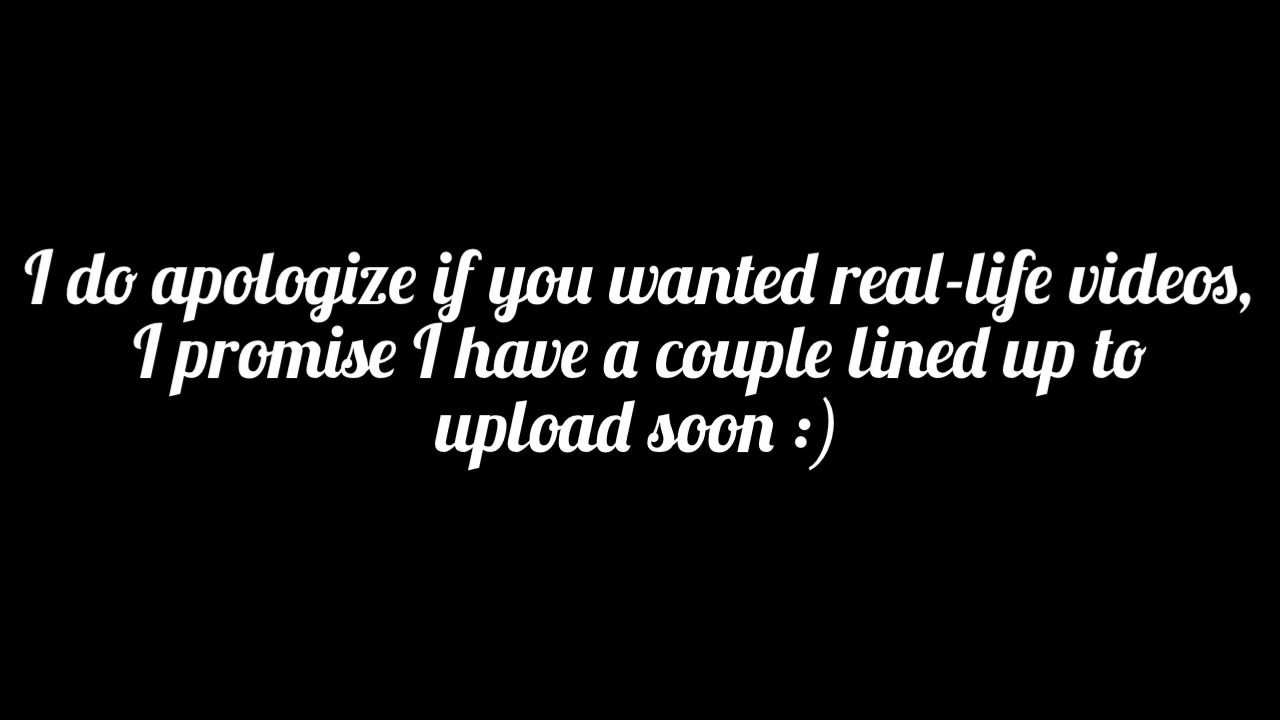 I do apologize if you wanted real-life videos,
I promise I have a couple lined up to
upload soon :)